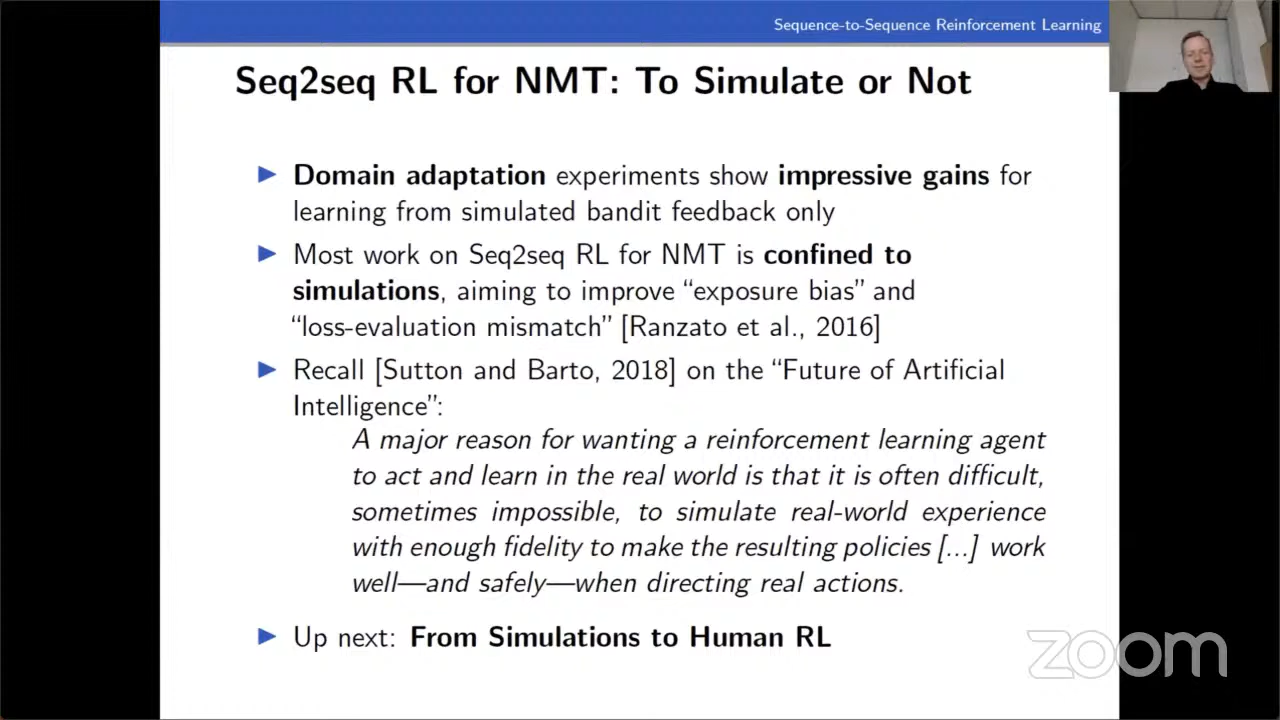 Sequence-to-Sequence Reinforcement Learning
Seq2seq RL for NMT: To Simulate or Not
Domain adaptation experiments show impressive gains for
learning from simulated bandit feedback only
Most work on Seq2seq RL for NMT is confined to
simulations, aiming to improve “exposure bias” and
“loss-evaluation mismatch” [Ranzato et al., 2016]
Recall [Sutton and Barto, 2018] on the “Future of Artificial
Intelligence”:
A major reason for wanting a reinforcement learning agent
to act and learn in the real world is that it is often difficult,
sometimes impossible, to simulate real-world experience
with enough fidelity to make the resulting policies [...] work
well—and safely—when directing real actions.
Up next: From Simulations to Human RL
zoom